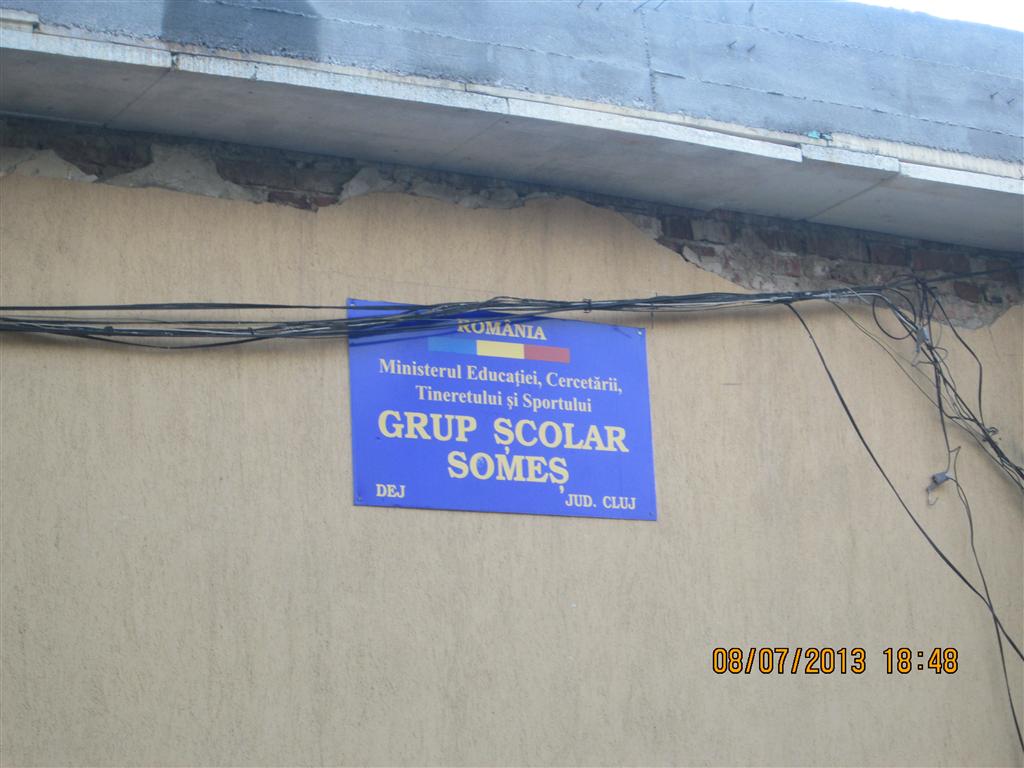 ROMÂNIA
Ministerul Educației, Cercetării,
Tineretului și Sportului
GRUP ȘCOLAR
SOMEȘ
DEJ JUD. CLUJ
08/07/2013 18:48